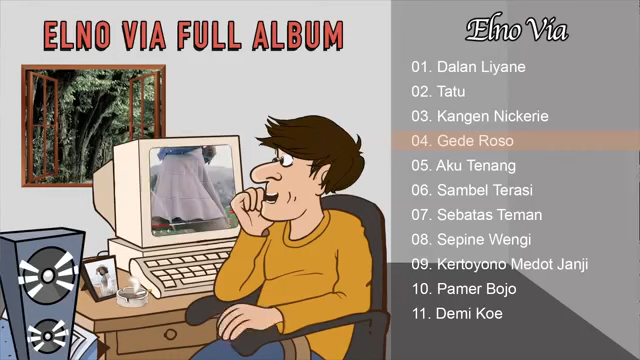 ELNO VIA FULL ALBUM
Elno Via
01. Dalan Liyane
02. Tatu
03. Kangen Nickerie
04. Gede Roso
05. Aku Tenang
06. Sambel Terasi
07. Sebatas Teman
08. Sepine Wengi
09. Kertoyono Medot Janji
10. Pamer Bojo
11. Demi Koe